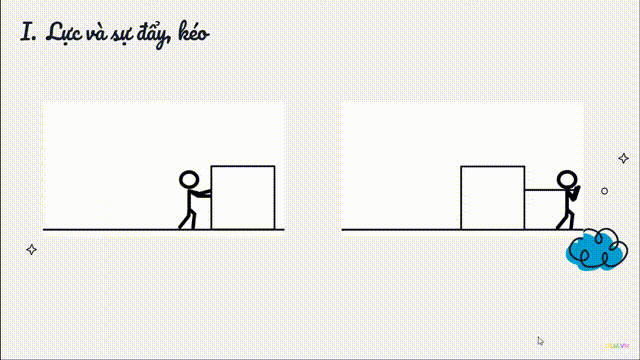 I. Lực và sự đẩy, kéo